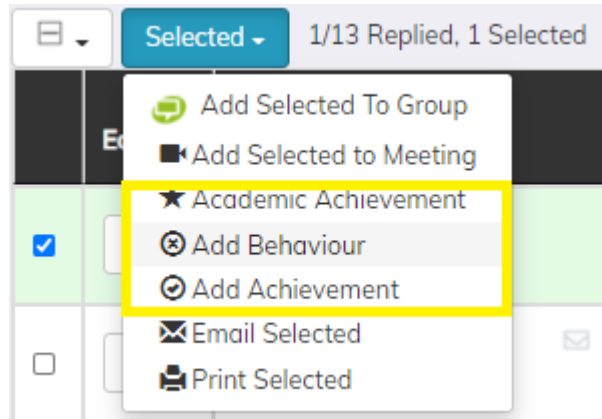 Selected
1/13 Replied, 1 Selected
Add Selected To Group
Add Selected to Meeting
Academic Achievement
Add Behaviour
Add Achievement
Email Selected
Print Selected